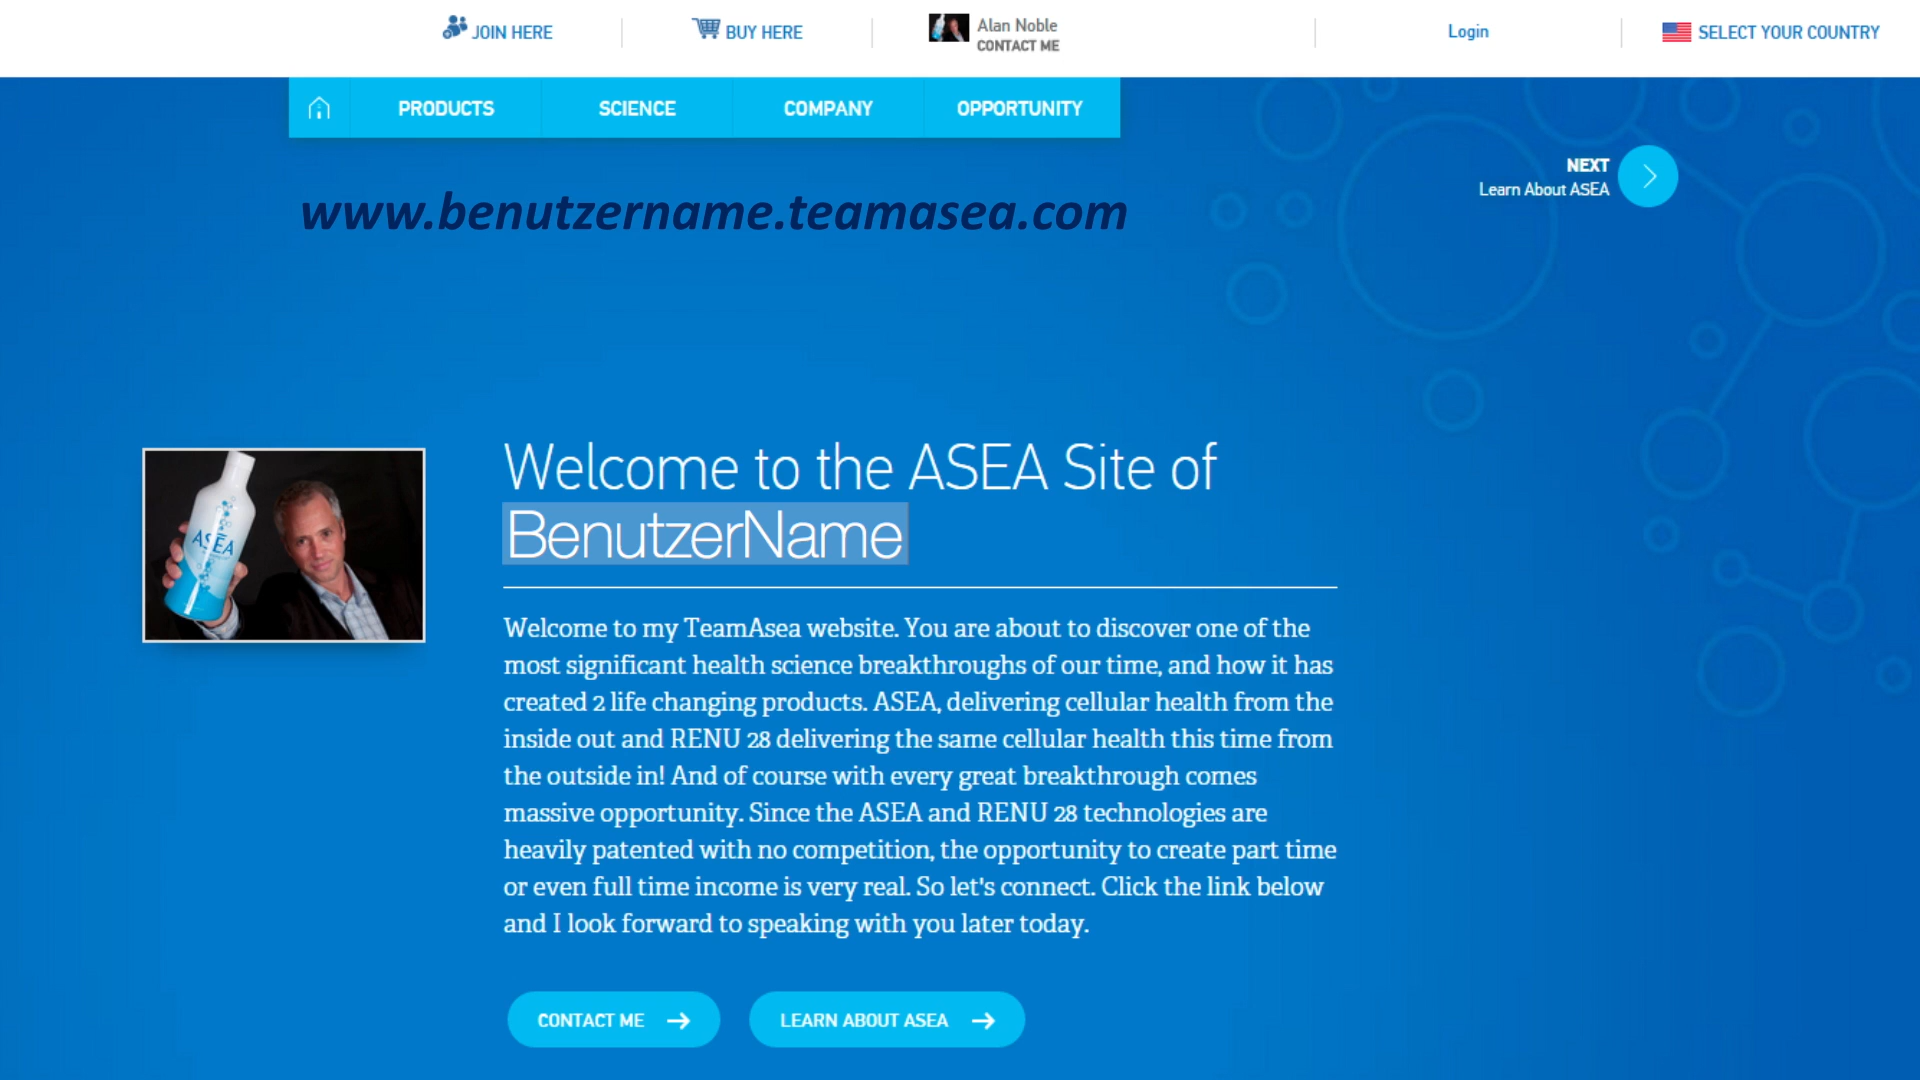 JOIN HERE
BUY HERE
Alan Noble
CONTACT ME
Login
SELECT YOUR COUNTRY
PRODUCTS
SCIENCE
COMPANY
OPPORTUNITY
NEXT
Learn About ASEA
www.benutzername.teamasea.com
ASEA
Welcome to the ASEA Site of
BenutzerName
Welcome to my TeamAsea website. You are about to discover one of the
most significant health science breakthroughs of our time, and how it has
created 2 life changing products. ASEA, delivering cellular health from the
inside out and RENU 28 delivering the same cellular health this time from
the outside in! And of course with every great breakthrough comes
massive opportunity. Since the ASEA and RENU 28 technologies are
heavily patented with no competition, the opportunity to create part time
or even full time income is very real. So let's connect. Click the link below
and I look forward to speaking with you later today.
CONTACT ME
LEARN ABOUT ASEA